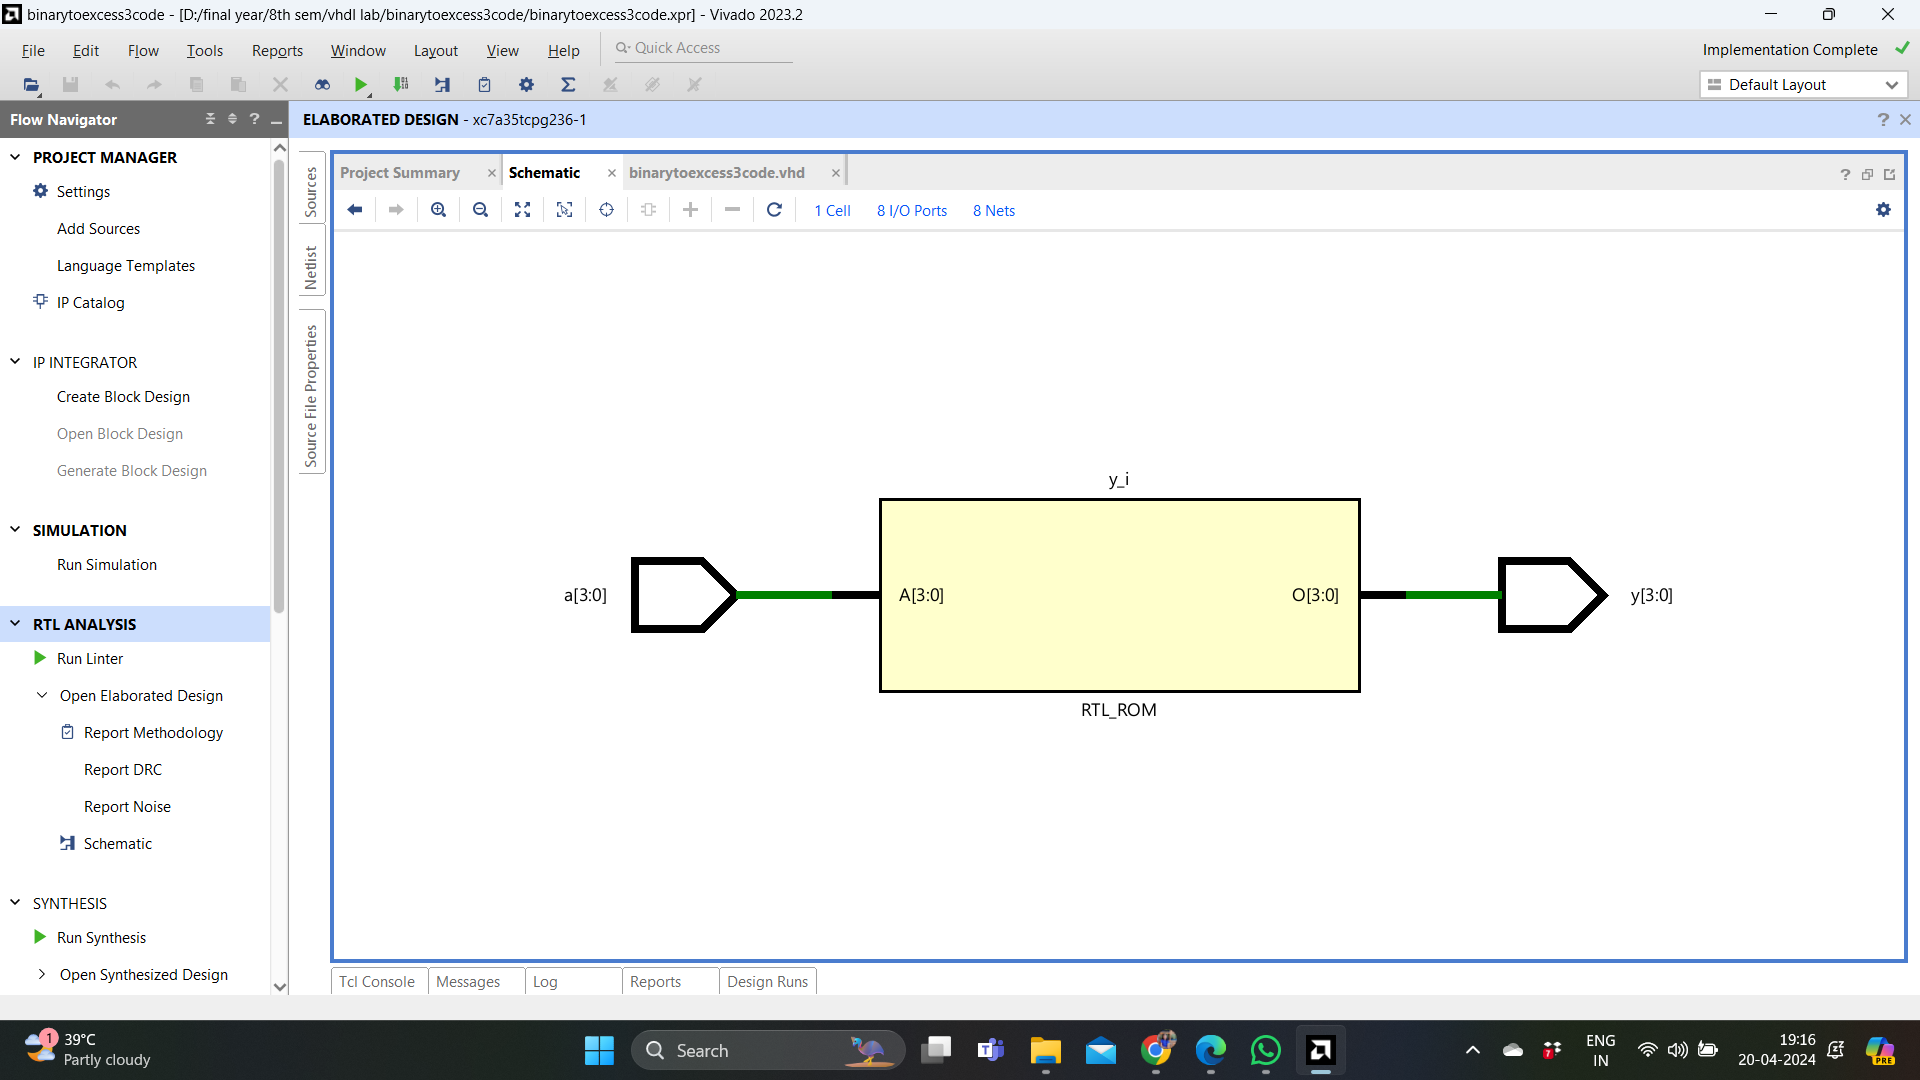 binarytoexcess3code - [D:/final year/8th sem/vhdl lab/binarytoexcess3code/binarytoexcess3code.xpr] - Vivado 2023.2
File Edit Flow Tools Reports Window Layout View Help Quick Access
Implementation Complete
Default Layout
Flow Navigator
ELABORATED DESIGN - xc7a35tcpg236-1
PROJECT MANAGER
Settings
Add Sources
Language Templates
IP Catalog
IP INTEGRATOR
Create Block Design
Open Block Design
Generate Block Design
SIMULATION
Run Simulation
RTL ANALYSIS
Run Linter
Open Elaborated Design
Report Methodology
Report DRC
Report Noise
Schematic
SYNTHESIS
Run Synthesis
Open Synthesized Design
Sources
Netlist
Source File Properties
Project Summary Schematic binarytoexcess3code.vhd
1 Cell 8 I/O Ports 8 Nets
y_i
a[3:0] A[3:0] O[3:0] y[3:0]
RTL_ROM
Tcl Console Messages Log Reports Design Runs
1
39°C
Partly cloudy
Search
7
ENG
IN
19:16
20-04-2024
PRE